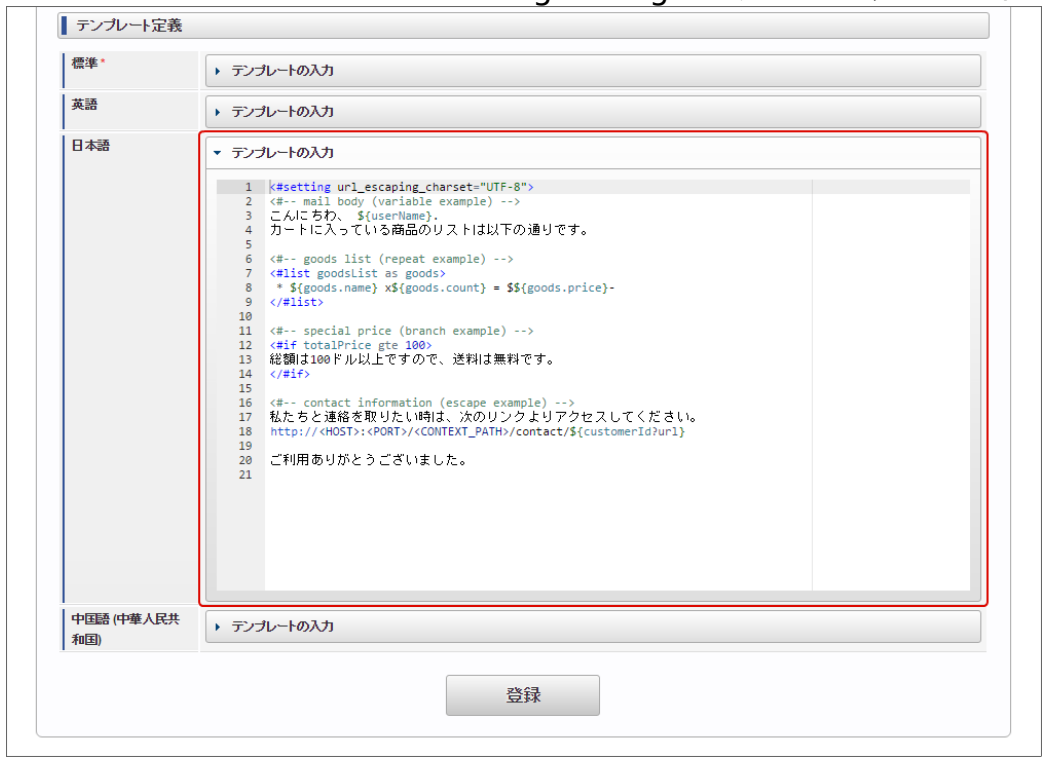 テンプレート定義
標準*
テンプレートの入力
英語
テンプレートの入力
日本語
テンプレートの入力
1 <#setting url_escaping_charset="UTF-8">
2 <#-- mail body (variable example) -->
3 こんにちわ、 ${userName}.
4 カートに入っている商品のリストは以下の通りです。
5
6 <#-- goods list (repeat example) -->
7 <#list goodsList as goods>
8  * ${goods.name} x${goods.count} = $${goods.price}-
9 </#list>
10
11 <#-- special price (branch example) -->
12 <#if totalPrice gte 100>
13 総額は100ドル以上ですので、送料は無料です。
14 </#if>
15
16 <#-- contact information (escape example) -->
17 私たちと連絡を取りたい時は、次のリンクよりアクセスしてください。
18 http://<HOST>:<PORT>/<CONTEXT_PATH>/contact/${customerId?url}
19
20 ご利用ありがとうございました。
21
中国語 (中華人民共
和国)
テンプレートの入力
登録